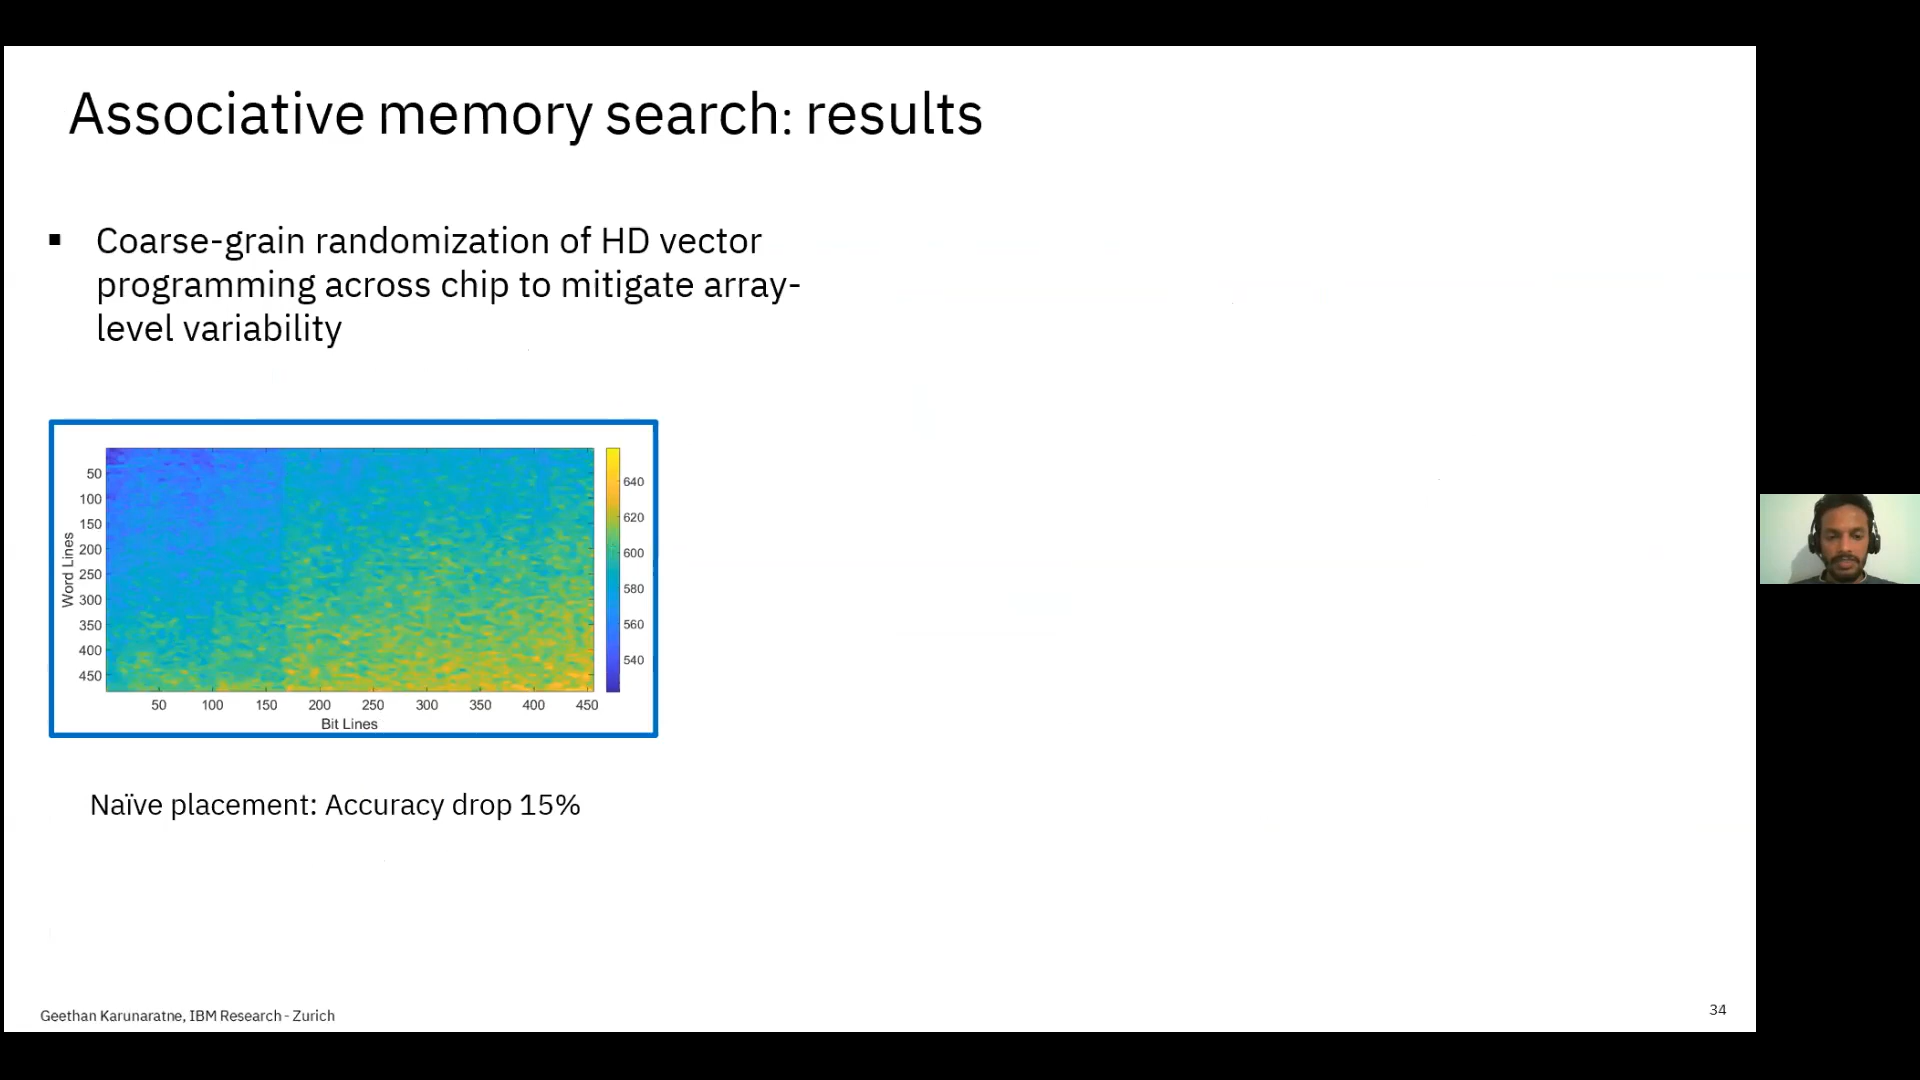 Associative memory search: results
▪ Coarse-grain randomization of HD vector
programming across chip to mitigate array-
level variability
50
100
150
200
250
300
350
400
450
Word Lines
50 100 150 200 250 300 350 400 450
Bit Lines
640
620
600
580
560
540
Naïve placement: Accuracy drop 15%
Geethan Karunaratne, IBM Research - Zurich
34